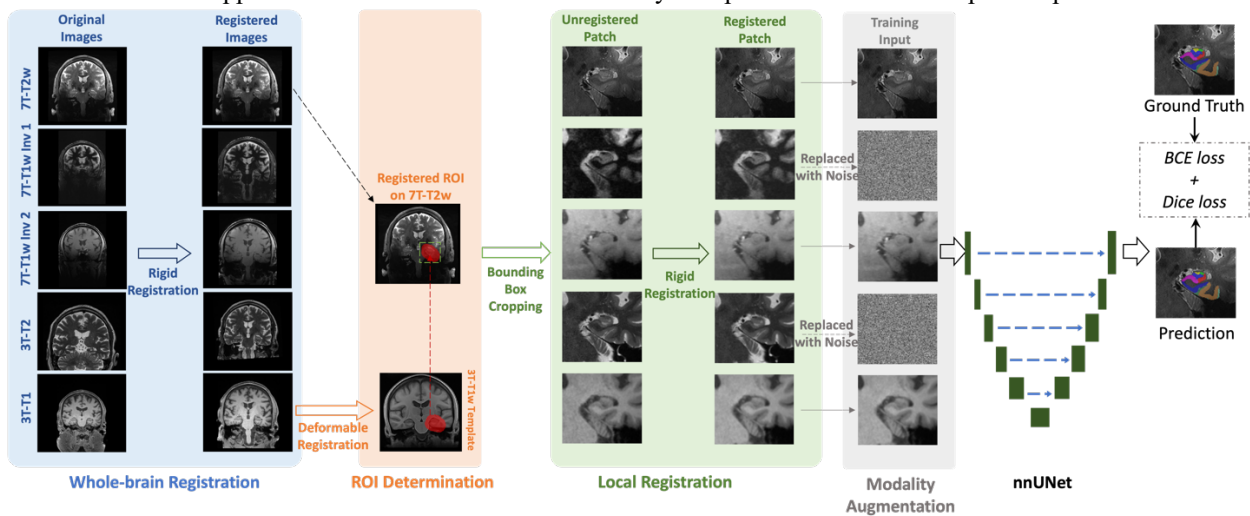 Original
Images
Registered
Images
7T-T2w
7T-T1w Inv 1
7T-T1w Inv 2
3T-T2
3T-T1
Rigid
Registration
Whole-brain Registration
Registered ROI
on 7T-T2w
3T-T1w Template
Deformable
Registration
ROI Determination
Bounding
Box
Cropping
Unregistered
Patch
Registered
Patch
Rigid
Registration
Local Registration
Training
Input
Replaced
with Noise
Replaced
with Noise
Modality
Augmentation
nnUNet
Ground Truth
BCE loss
+
Dice loss
Prediction